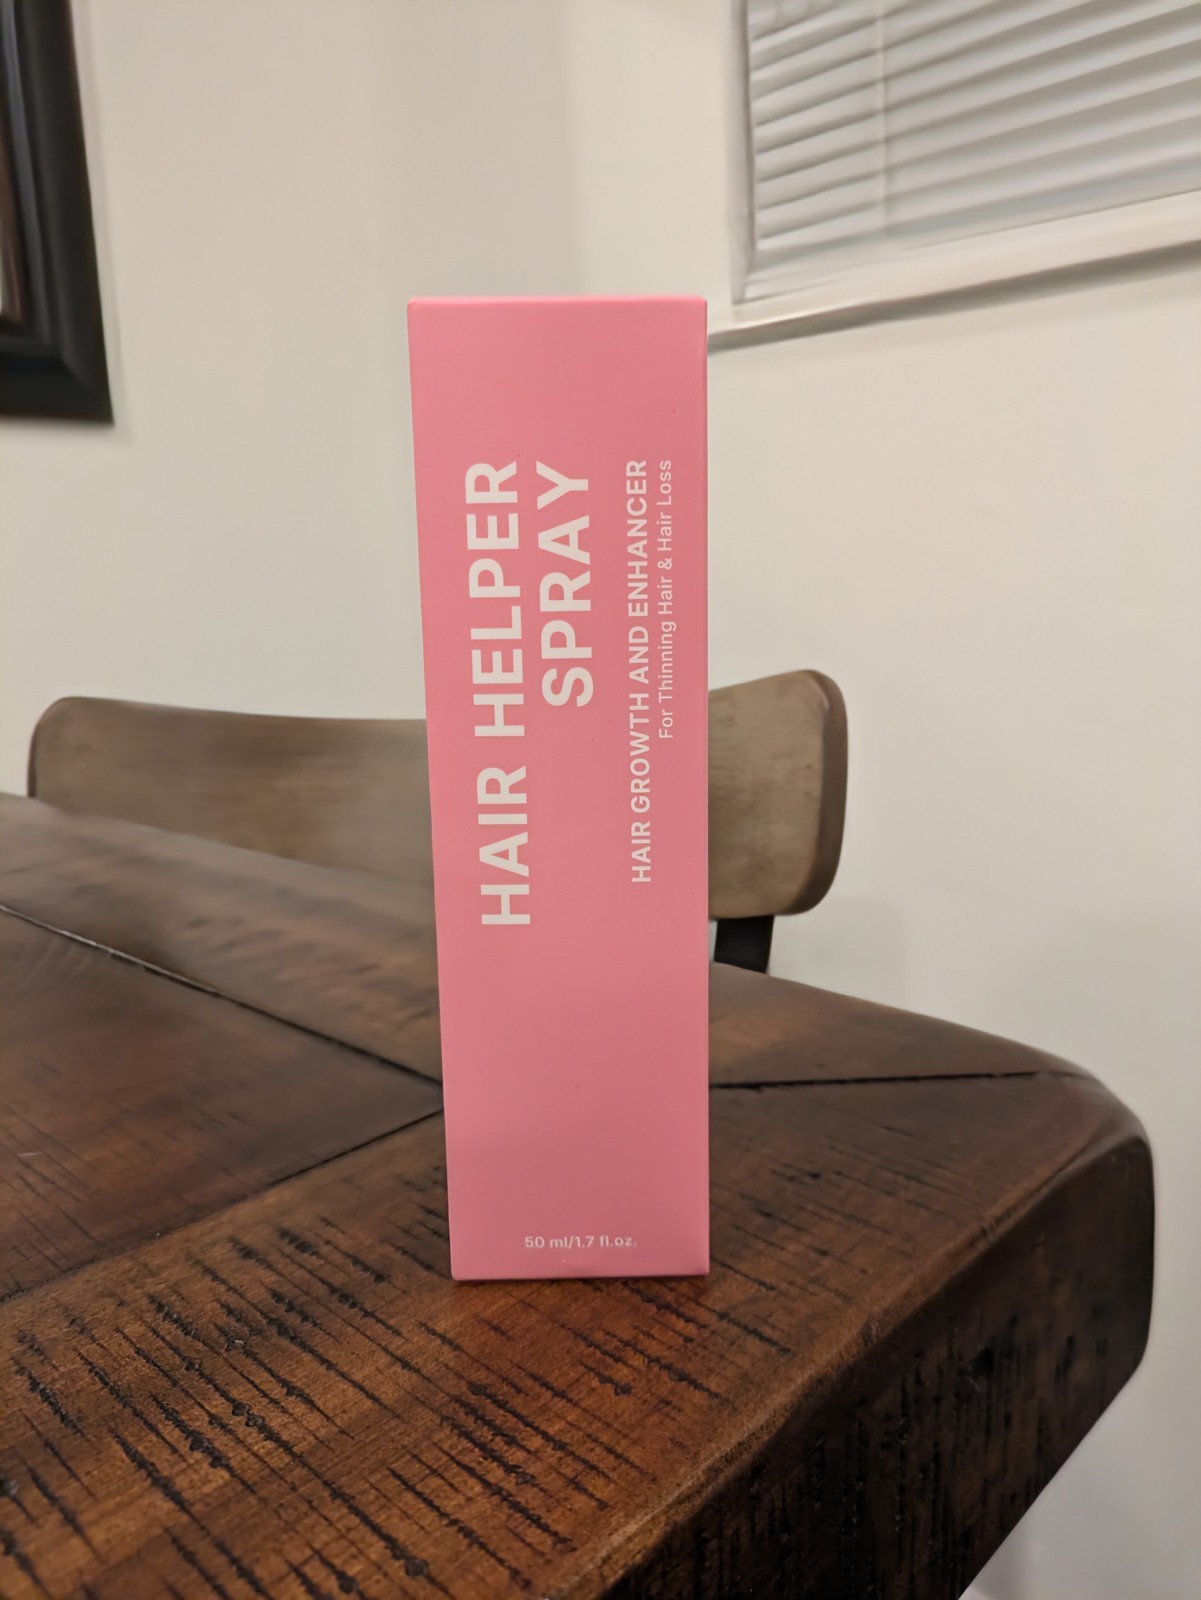 HAIR HELPER
SPRAY
HAIR GROWTH AND ENHANCER
For Thinning Hair & Hair Loss
50 ml/1.7 fl.oz.